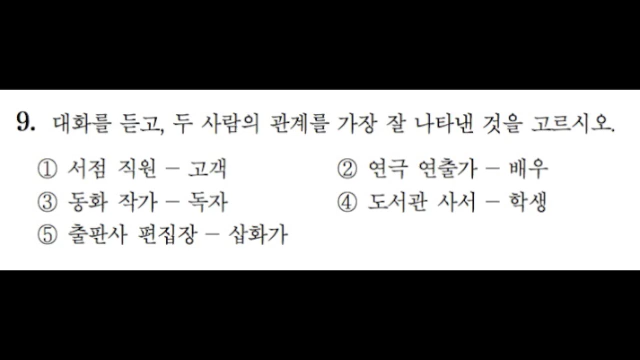 9. 대화를 듣고, 두 사람의 관계를 가장 잘 나타낸 것을 고르시오.
① 서점 직원 – 고객 ② 연극 연출가 – 배우
③ 동화 작가 – 독자 ④ 도서관 사서 – 학생
⑤ 출판사 편집장 – 삽화가